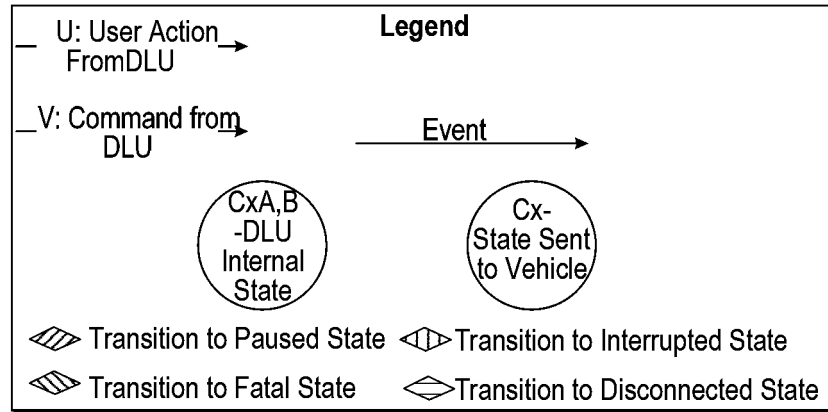 Legend
U: User Action
FromDLU
V: Command from
DLU
Event
CxA,B
-DLU
Internal
State
Cx-
State Sent
to Vehicle
Transition to Paused State
Transition to Interrupted State
Transition to Fatal State
Transition to Disconnected State